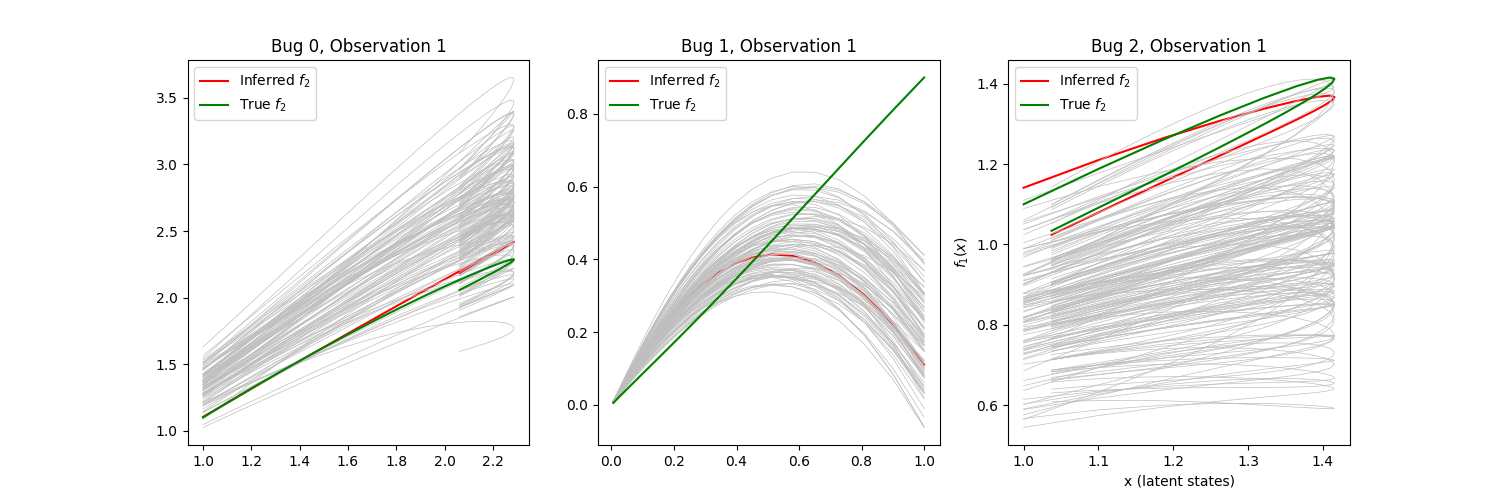 Bug 0, Observation 1
Inferred f₂
True f₂
3.5
3.0
2.5
2.0
1.5
1.0
1.0 1.2 1.4 1.6 1.8 2.0 2.2
Bug 1, Observation 1
Inferred f₂
True f₂
0.8
0.6
0.4
0.2
0.0
0.0 0.2 0.4 0.6 0.8 1.0
Bug 2, Observation 1
Inferred f₂
True f₂
f₁(x)
1.4
1.2
1.0
0.8
0.6
1.0 1.1 1.2 1.3 1.4
x (latent states)